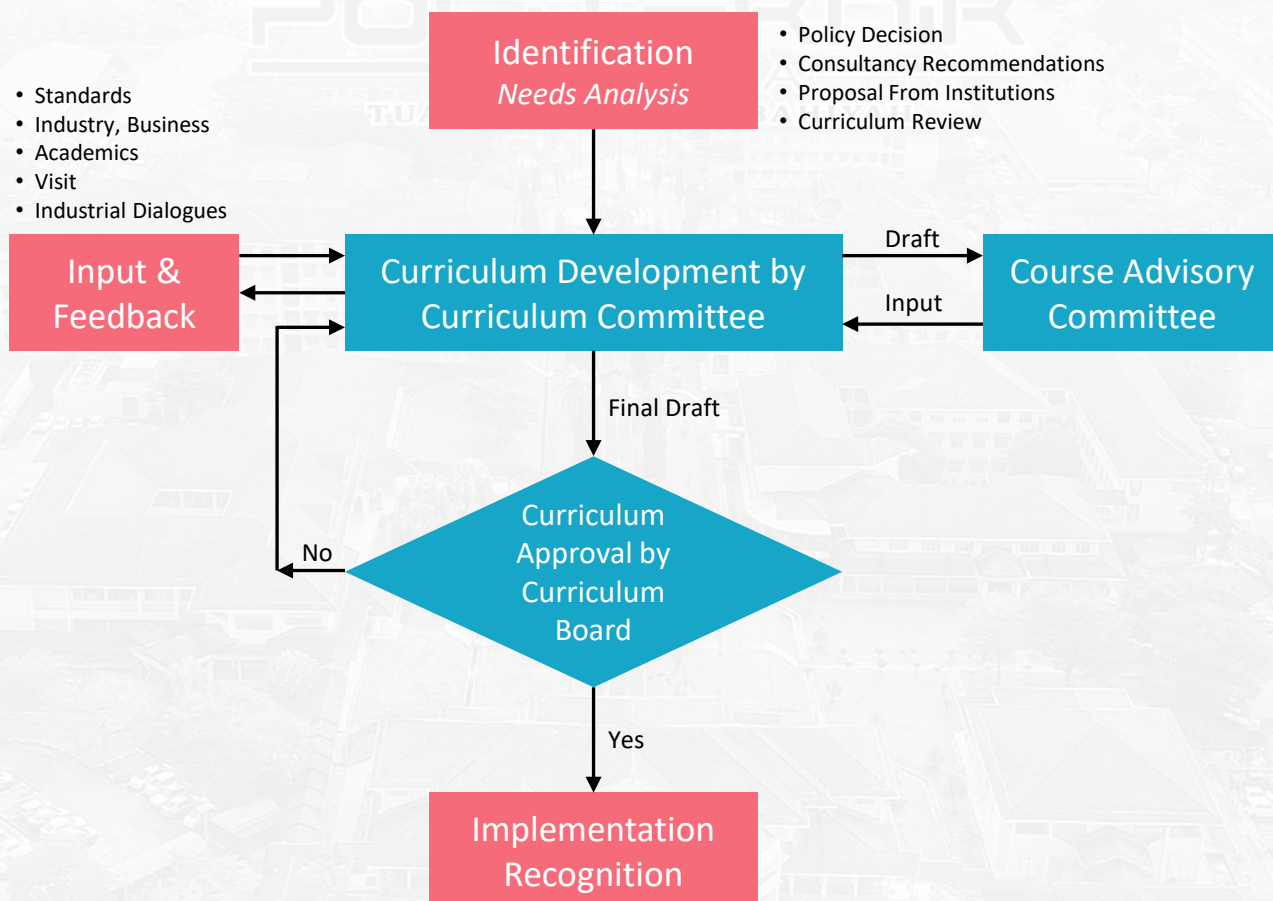 Identification
Needs Analysis
• Policy Decision
• Consultancy Recommendations
• Proposal From Institutions
• Curriculum Review
• Standards
• Industry, Business
• Academics
• Visit
• Industrial Dialogues
Input &
Feedback
Curriculum Development by
Curriculum Committee
Draft
Input
Course Advisory
Committee
Final Draft
Curriculum
Approval by
Curriculum
Board
No
Yes
Implementation
Recognition